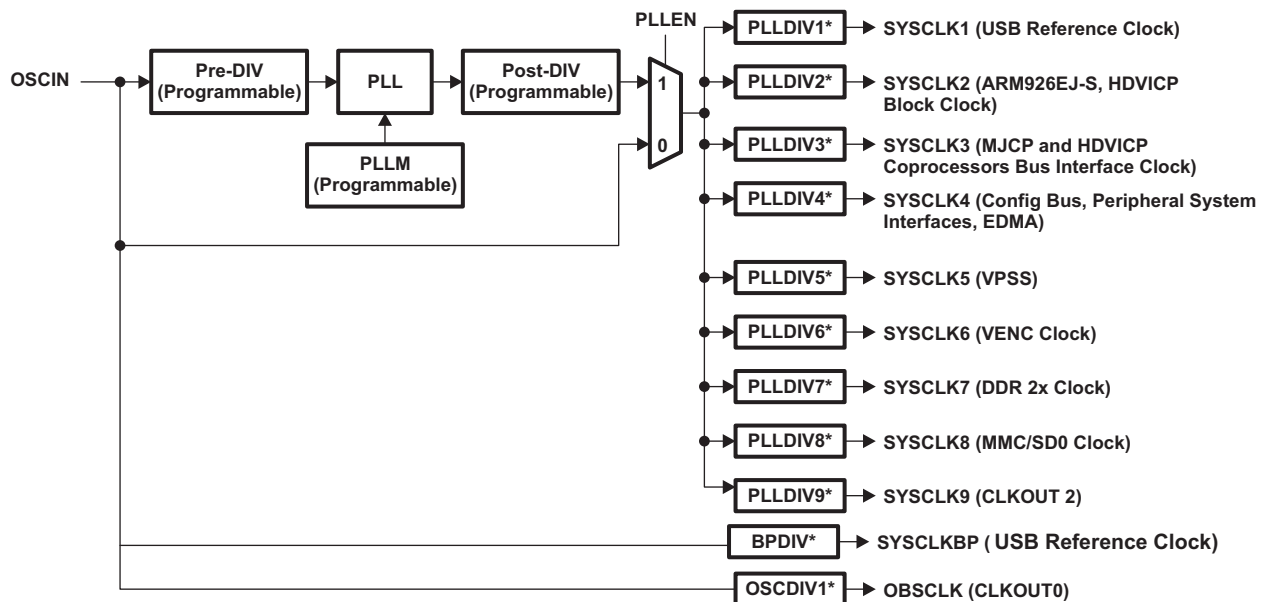 PLLEN
OSCIN
Pre-DIV
(Programmable)
PLL
Post-DIV
(Programmable)
1
0
PLLM
(Programmable)
PLLDIV1*
SYSCLK1 (USB Reference Clock)
PLLDIV2*
SYSCLK2 (ARM926EJ-S, HDVICP
Block Clock)
PLLDIV3*
SYSCLK3 (MJCP and HDVICP
Coprocessors Bus Interface Clock)
PLLDIV4*
SYSCLK4 (Config Bus, Peripheral System
Interfaces, EDMA)
PLLDIV5*
SYSCLK5 (VPSS)
PLLDIV6*
SYSCLK6 (VENC Clock)
PLLDIV7*
SYSCLK7 (DDR 2x Clock)
PLLDIV8*
SYSCLK8 (MMC/SD0 Clock)
PLLDIV9*
SYSCLK9 (CLKOUT 2)
BPDIV*
SYSCLKBP ( USB Reference Clock)
OSCDIV1*
OBSCLK (CLKOUT0)